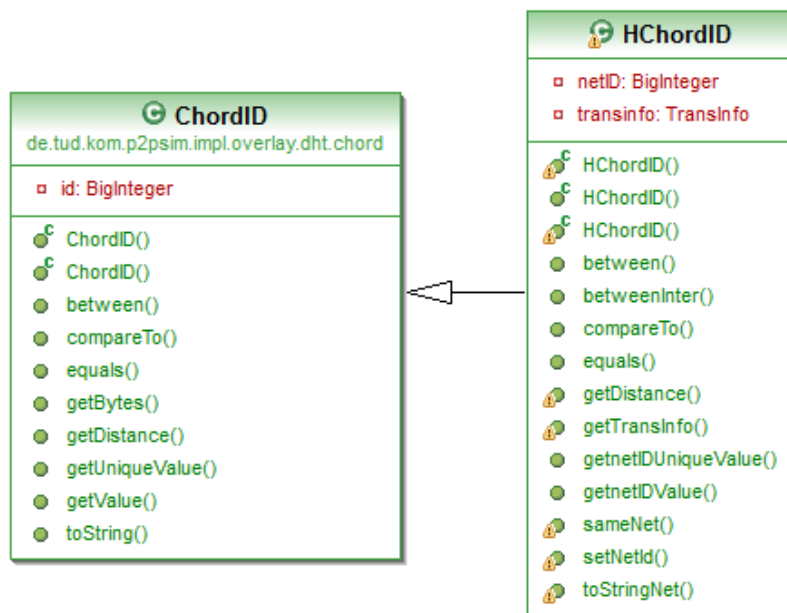 ChordID
de.tud.kom.p2psim.impl.overlay.dht.chord
id: BigInteger
ChordID()
ChordID()
between()
compareTo()
equals()
getBytes()
getDistance()
getUniqueValue()
getValue()
toString()
HChordID
netID: BigInteger
transinfo: TransInfo
HChordID()
HChordID()
HChordID()
between()
betweenInter()
compareTo()
equals()
getDistance()
getTransInfo()
getnetIDUniqueValue()
getnetIDValue()
sameNet()
setNetId()
toStringNet()